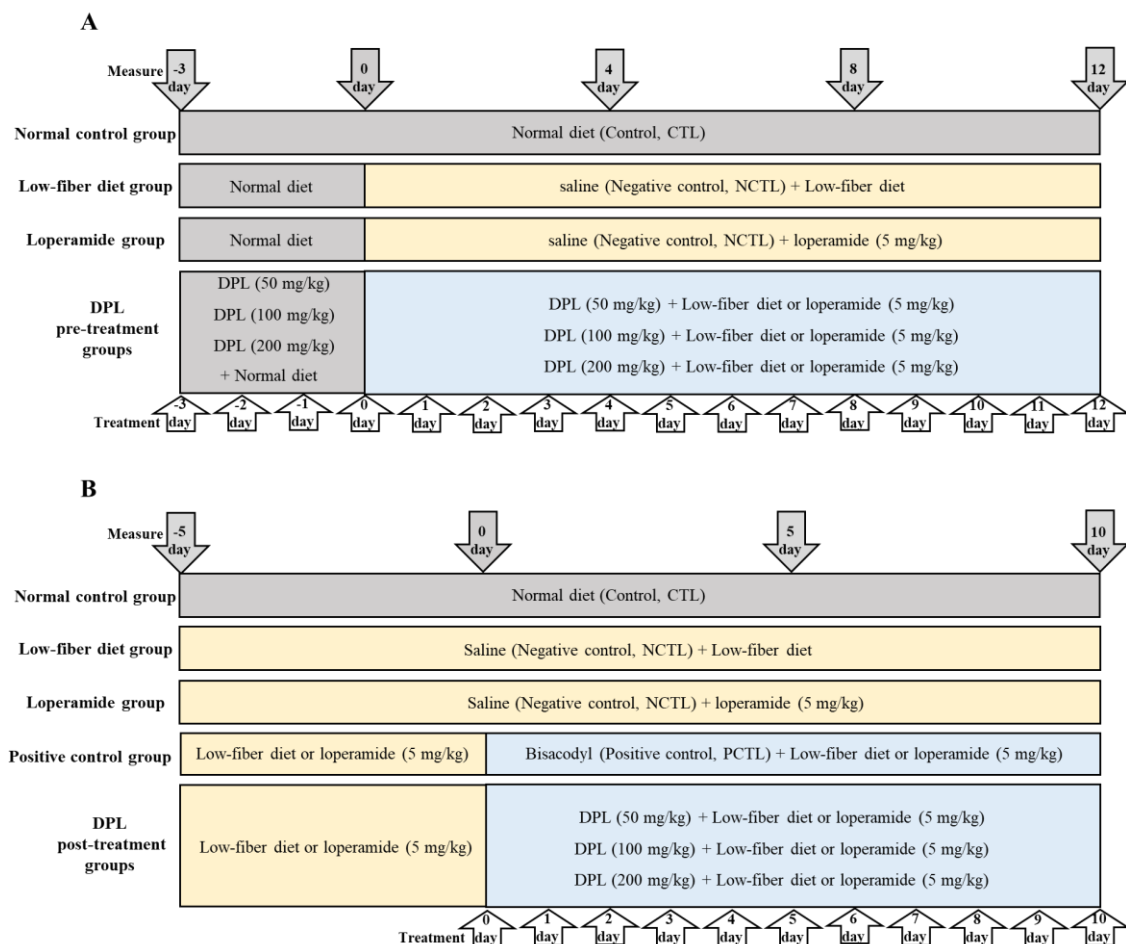 A
Measure
-3
day
0
day
4
day
8
day
12
day
Normal control group
Normal diet (Control, CTL)
Low-fiber diet group
Normal diet
saline (Negative control, NCTL) + Low-fiber diet
Loperamide group
Normal diet
saline (Negative control, NCTL) + loperamide (5 mg/kg)
DPL
pre-treatment
groups
DPL (50 mg/kg)
DPL (100 mg/kg)
DPL (200 mg/kg)
+ Normal diet
DPL (50 mg/kg) + Low-fiber diet or loperamide (5 mg/kg)
DPL (100 mg/kg) + Low-fiber diet or loperamide (5 mg/kg)
DPL (200 mg/kg) + Low-fiber diet or loperamide (5 mg/kg)
Treatment
-3
day
-2
day
-1
day
0
day
1
day
2
day
3
day
4
day
5
day
6
day
7
day
8
day
9
day
10
day
11
day
12
day
B
Measure
-5
day
0
day
5
day
10
day
Normal control group
Normal diet (Control, CTL)
Low-fiber diet group
Saline (Negative control, NCTL) + Low-fiber diet
Loperamide group
Saline (Negative control, NCTL) + loperamide (5 mg/kg)
Positive control group
Low-fiber diet or loperamide (5 mg/kg)
Bisacodyl (Positive control, PCTL) + Low-fiber diet or loperamide (5 mg/kg)
DPL
post-treatment
groups
Low-fiber diet or loperamide (5 mg/kg)
DPL (50 mg/kg) + Low-fiber diet or loperamide (5 mg/kg)
DPL (100 mg/kg) + Low-fiber diet or loperamide (5 mg/kg)
DPL (200 mg/kg) + Low-fiber diet or loperamide (5 mg/kg)
Treatment
0
day
1
day
2
day
3
day
4
day
5
day
6
day
7
day
8
day
9
day
10
day